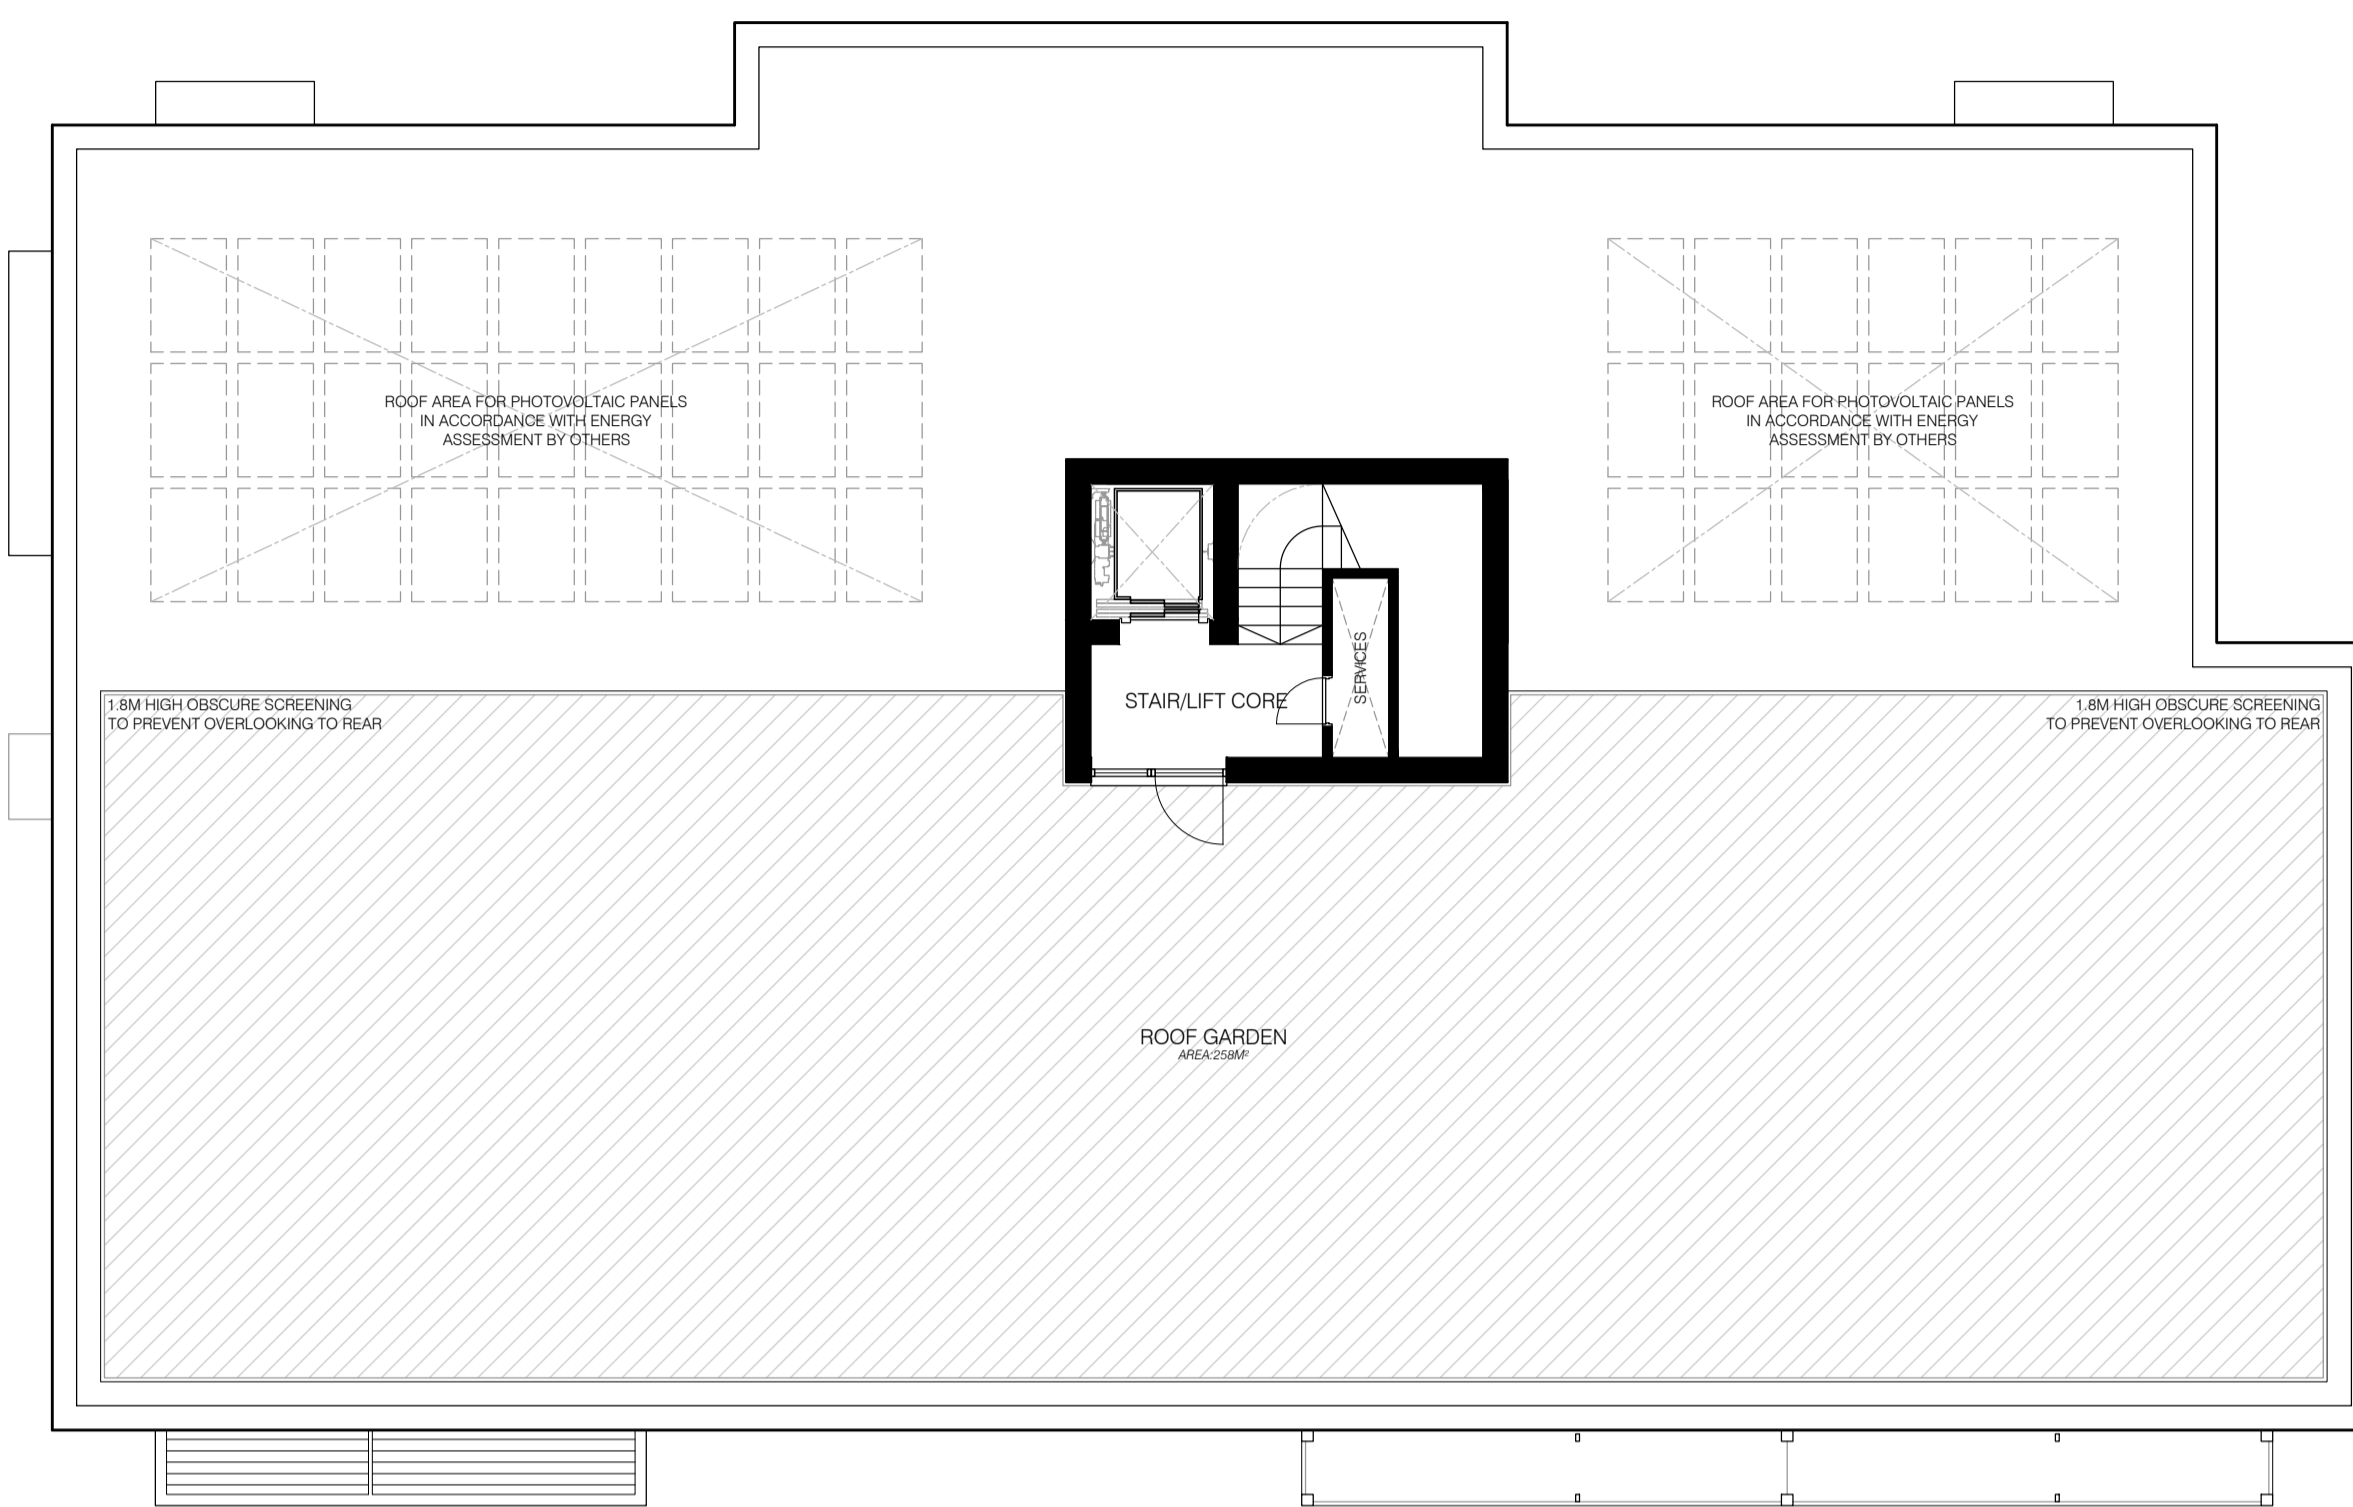 ROOF AREA FOR PHOTOVOLTAIC PANELS
IN ACCORDANCE WITH ENERGY
ASSESSMENT BY OTHERS
ROOF AREA FOR PHOTOVOLTAIC PANELS
IN ACCORDANCE WITH ENERGY
ASSESSMENT BY OTHERS
1.8M HIGH OBSCURE SCREENING
TO PREVENT OVERLOOKING TO REAR
STAIR/LIFT CORE
SERVICES
1.8M HIGH OBSCURE SCREENING
TO PREVENT OVERLOOKING TO REAR
ROOF GARDEN
AREA:258M²